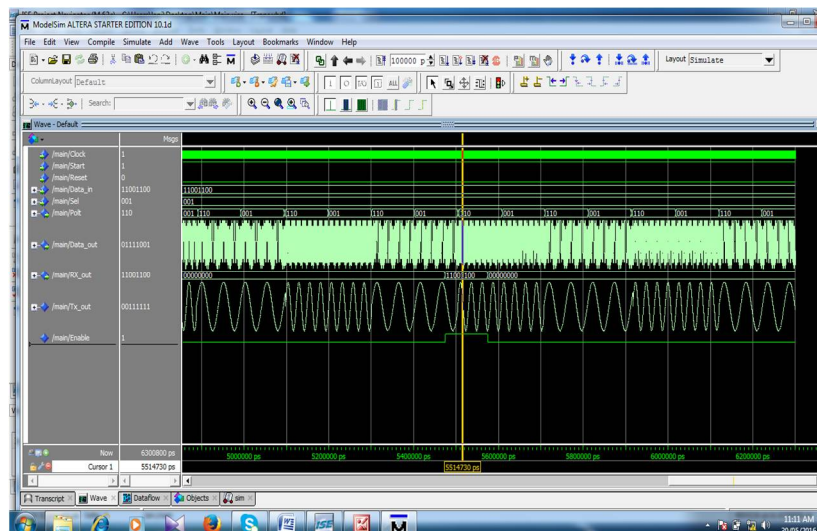 ModelSim ALTERA STARTER EDITION 10.1d
File Edit View Compile Simulate Add Wave Tools Layout Bookmarks Window Help
100000 p
Layout Simulate
ColumnLayout Default
Search:
Wave - Default
Msgs
/main/Clock 1
/main/Start 1
/main/Reset 0
/main/Data_in 11001100 11001100
/main/Sel 001 001
/main/Polt 110 001 110 001 110 001 110 001 110 001 110 001 110 001 110 001
/main/Data_out 01111001
/main/RX_out 11001100 00000000 00000000
/main/Tx_out 00111111
/main/Enable 1
Now 6300800 ps 5000000 ps 5200000 ps 5400000 ps 5600000 ps 5800000 ps 6000000 ps 6200000 ps
Cursor 1 5514730 ps 5514730 ps
Transcript Wave Dataflow Objects sim
ISE
11:11 AM
20/05/2016